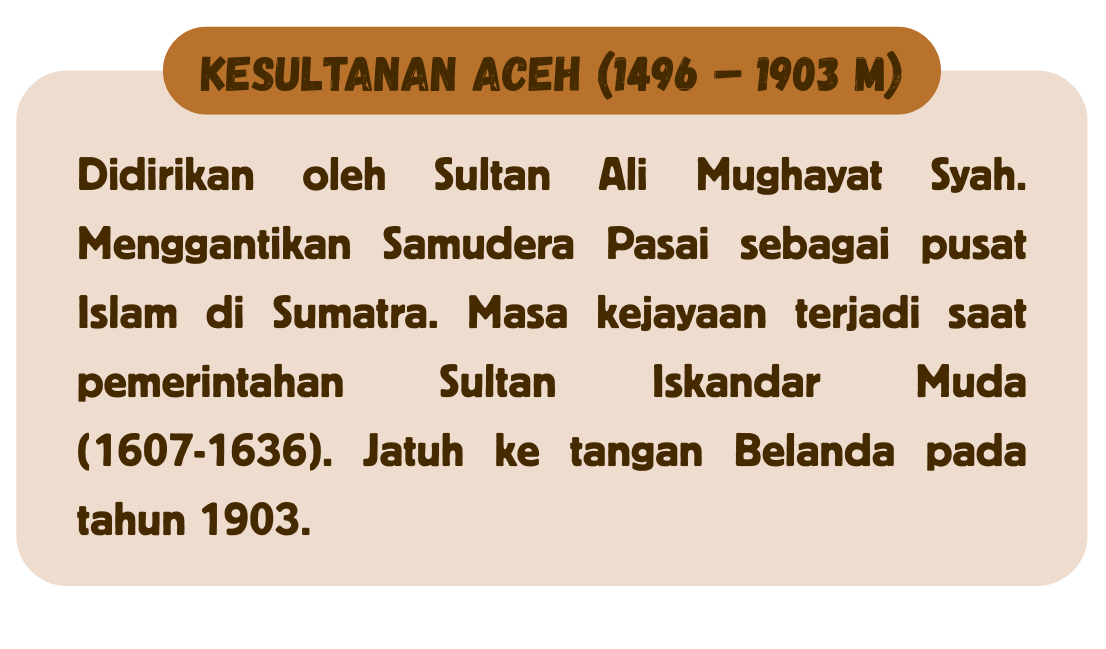 KESULTANAN ACEH (1496 – 1903 M)
Didirikan oleh Sultan Ali Mughayat Syah.
Menggantikan Samudera Pasai sebagai pusat
Islam di Sumatra. Masa kejayaan terjadi saat
pemerintahan Sultan Iskandar Muda
(1607-1636). Jatuh ke tangan Belanda pada
tahun 1903.